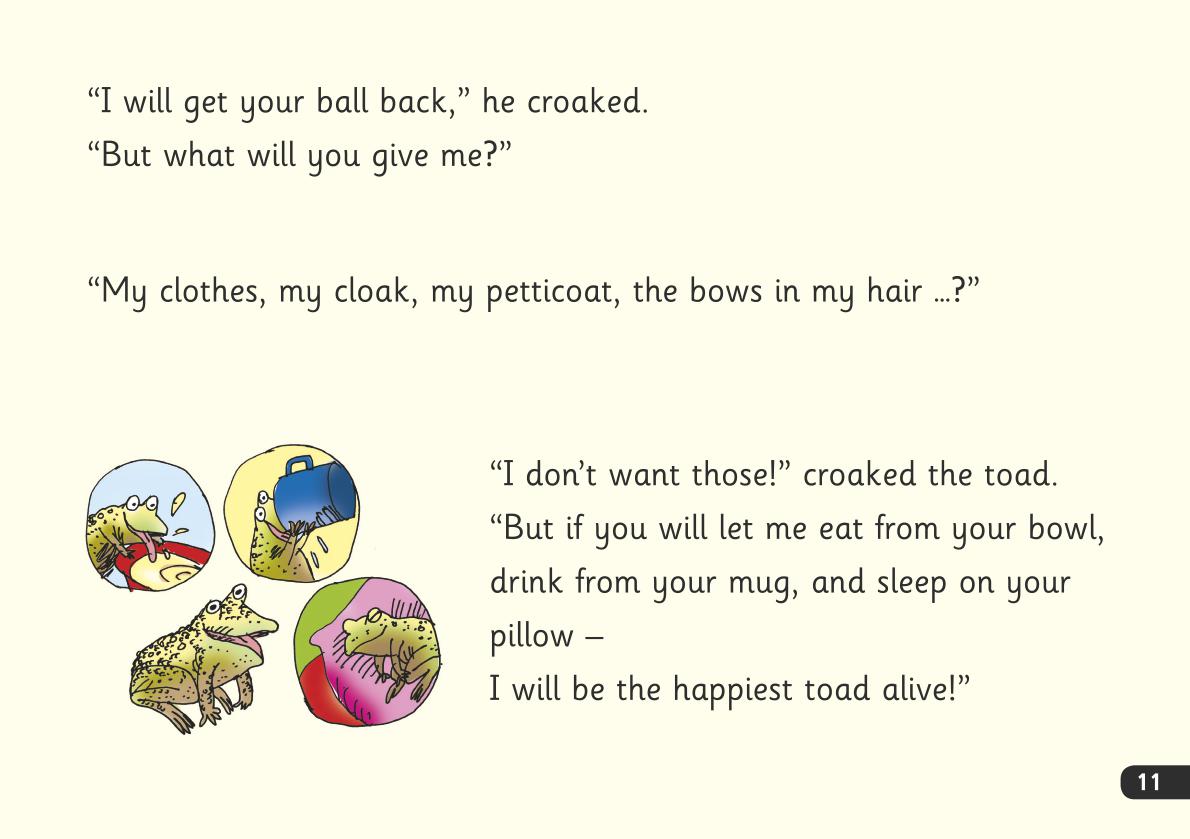 “I will get your ball back,” he croaked.
“But what will you give me?”
“My clothes, my cloak, my petticoat, the bows in my hair ...?”
“I don’t want those!” croaked the toad.
“But if you will let me eat from your bowl,
drink from your mug, and sleep on your
pillow –
I will be the happiest toad alive!”
11